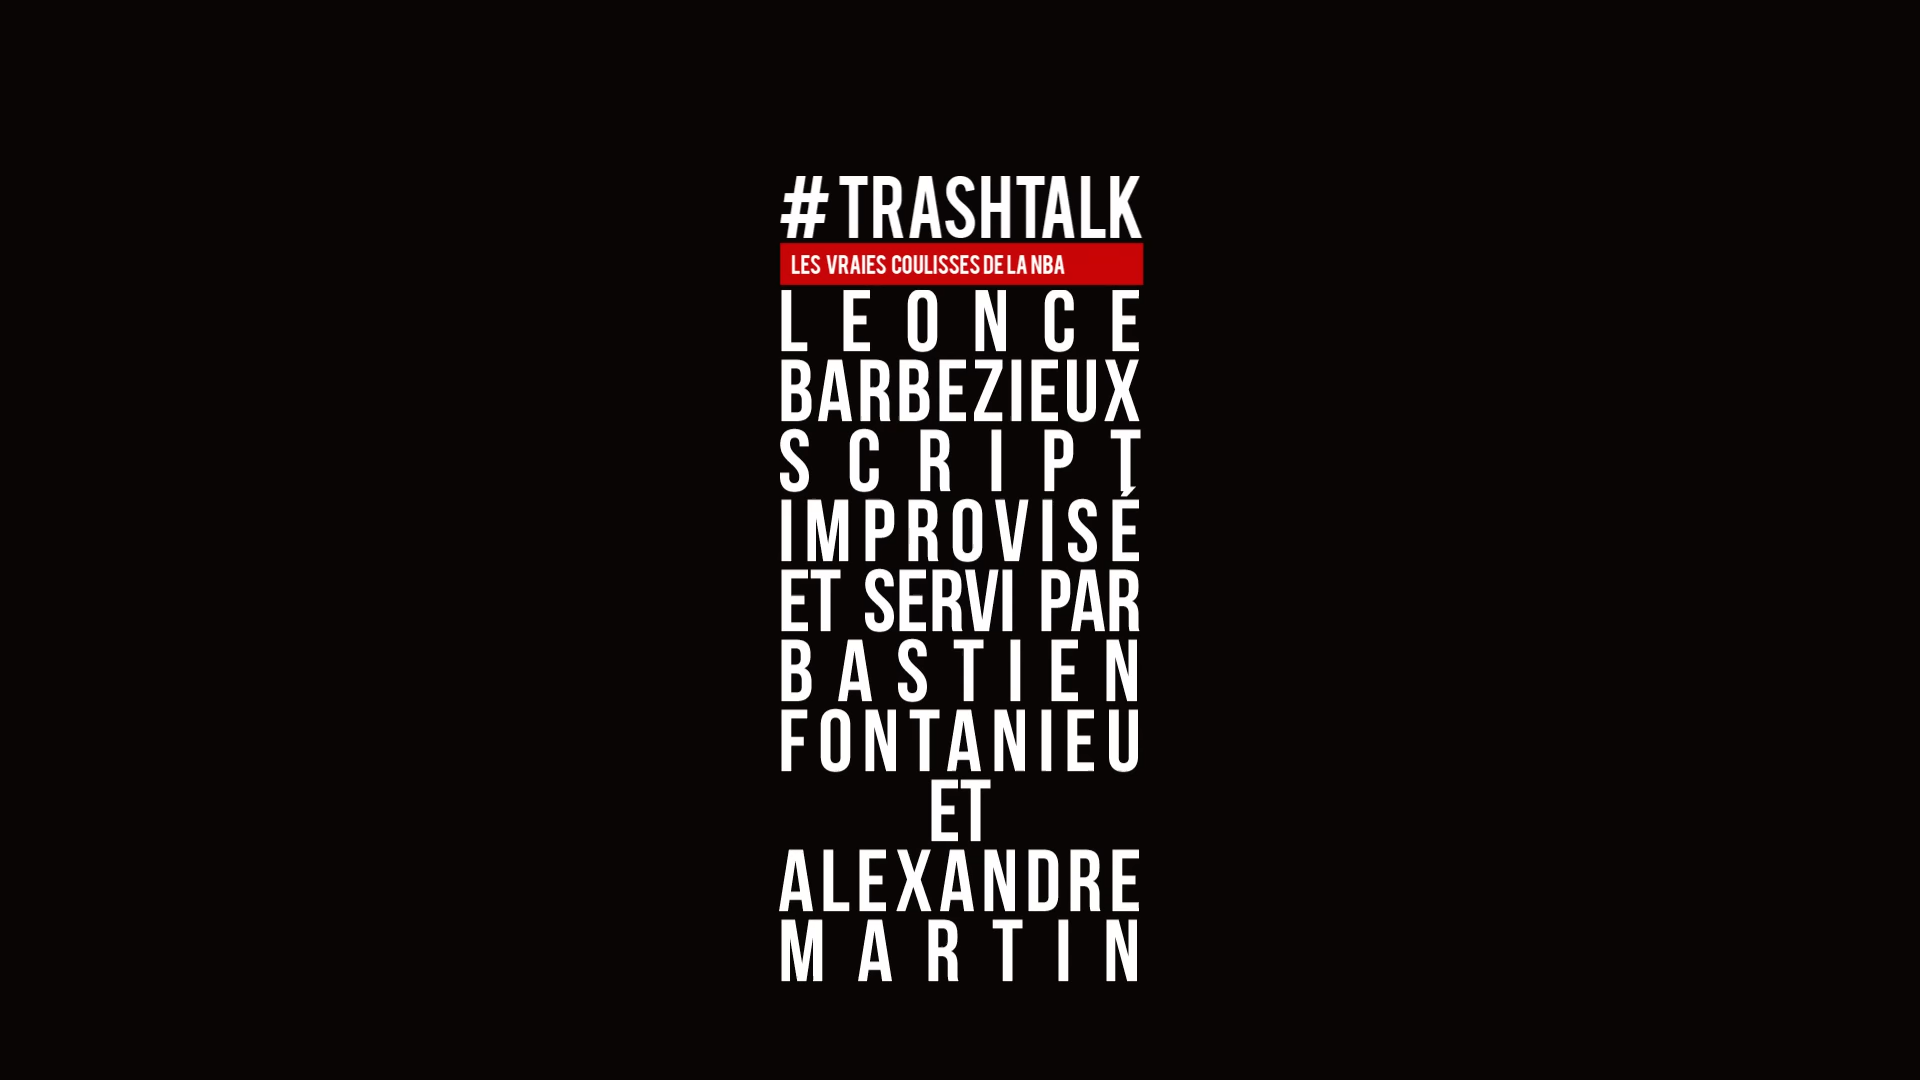 #TRASHTALK
LES VRAIES COULISSES DE LA NBA
LEONCE
BARBEZIEUX
SCRIPT
IMPROVISÉ
ET SERVI PAR
BASTIEN
FONTANIEU
ET
ALEXANDRE
MARTIN